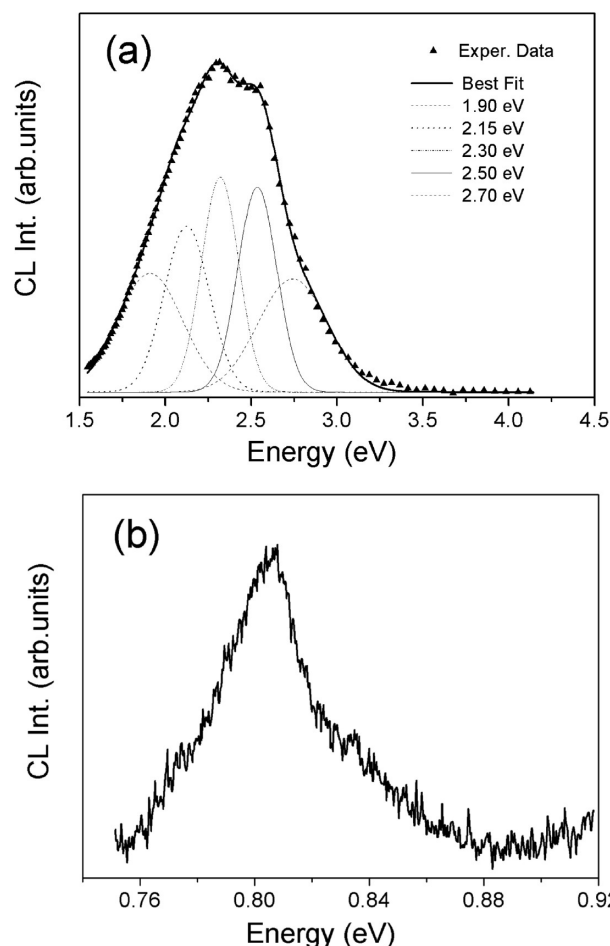 (a)
Exper. Data
Best Fit
1.90 eV
2.15 eV
2.30 eV
2.50 eV
2.70 eV
CL Int. (arb.units)
1.5 2.0 2.5 3.0 3.5 4.0 4.5
Energy (eV)
(b)
CL Int. (arb.units)
0.76 0.80 0.84 0.88 0.92
Energy (eV)